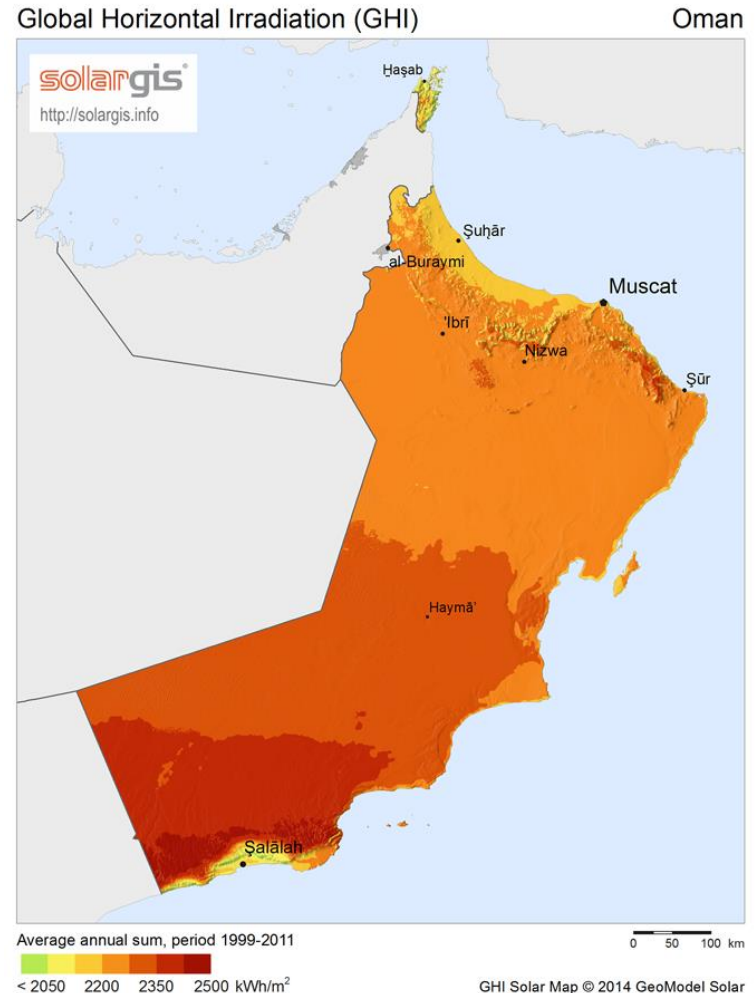 Global Horizontal Irradiation (GHI) Oman
solargis
http://solargis.info
Ḥaşab
Şuḩār
al-Buraymi
Muscat
'Ibrī
Nizwa
Şūr
Haymā'
Şalālah
Average annual sum, period 1999-2011
0 50 100 km
< 2050 2200 2350 2500 kWh/m²
GHI Solar Map © 2014 GeoModel Solar